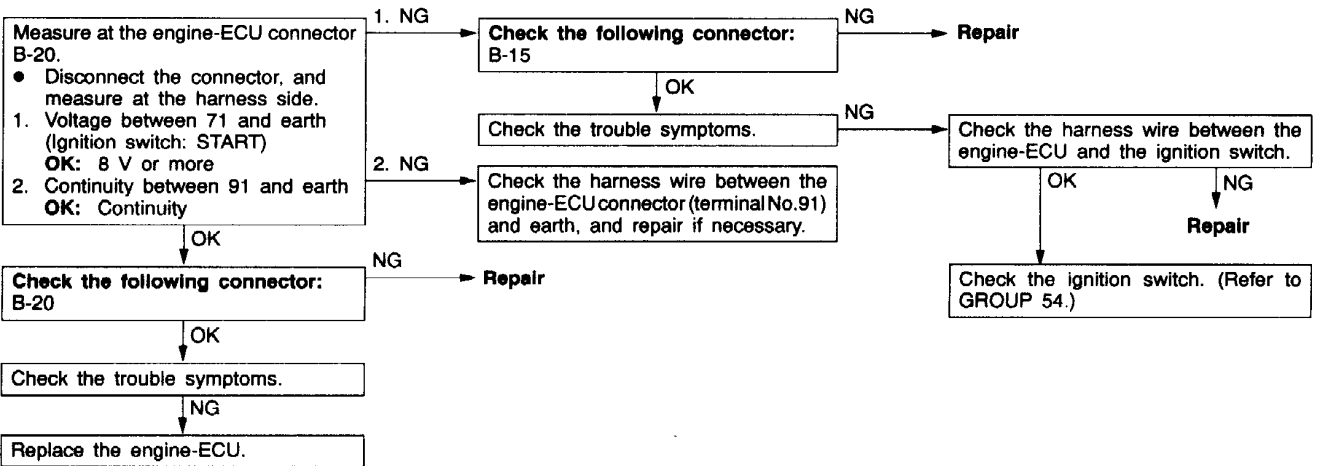 Measure at the engine-ECU connector
B-20.
● Disconnect the connector, and
measure at the harness side.
1. Voltage between 71 and earth
(Ignition switch: START)
OK: 8 V or more
2. Continuity between 91 and earth
OK: Continuity
1. NG
Check the following connector:
B-15
NG
Repair
OK
Check the trouble symptoms.
NG
Check the harness wire between the
engine-ECU and the ignition switch.
2. NG
Check the harness wire between the
engine-ECU connector (terminal No.91)
and earth, and repair if necessary.
OK
NG
Repair
Check the ignition switch. (Refer to
GROUP 54.)
OK
Check the following connector:
B-20
NG
Repair
OK
Check the trouble symptoms.
NG
Replace the engine-ECU.